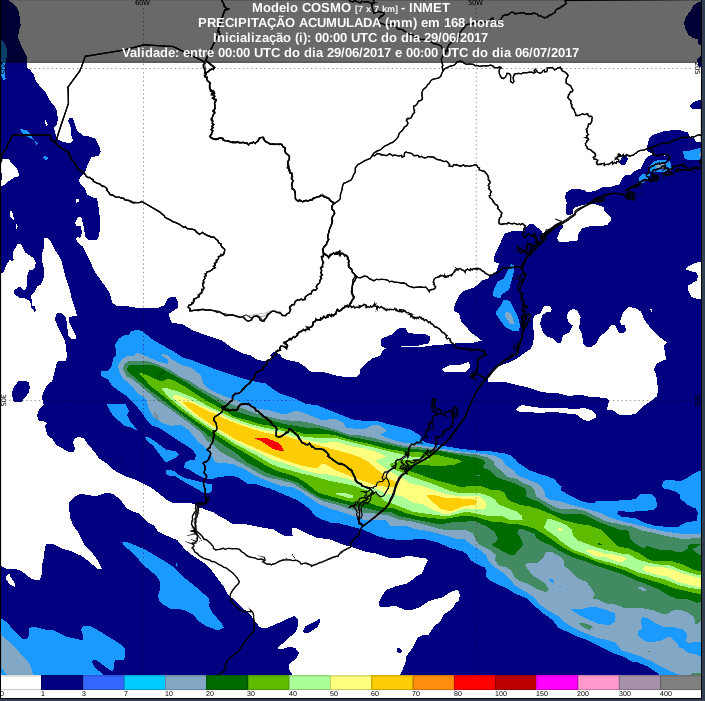 60W 50W
Modelo COSMO [7 x 7 km] - INMET
PRECIPITAÇÃO ACUMULADA (mm) em 168 horas
Inicialização (i): 00:00 UTC do dia 29/06/2017
Validade: entre 00:00 UTC do dia 29/06/2017 e 00:00 UTC do dia 06/07/2017
0 1 3 7 10 20 30 40 50 60 70 80 100 150 200 300 400